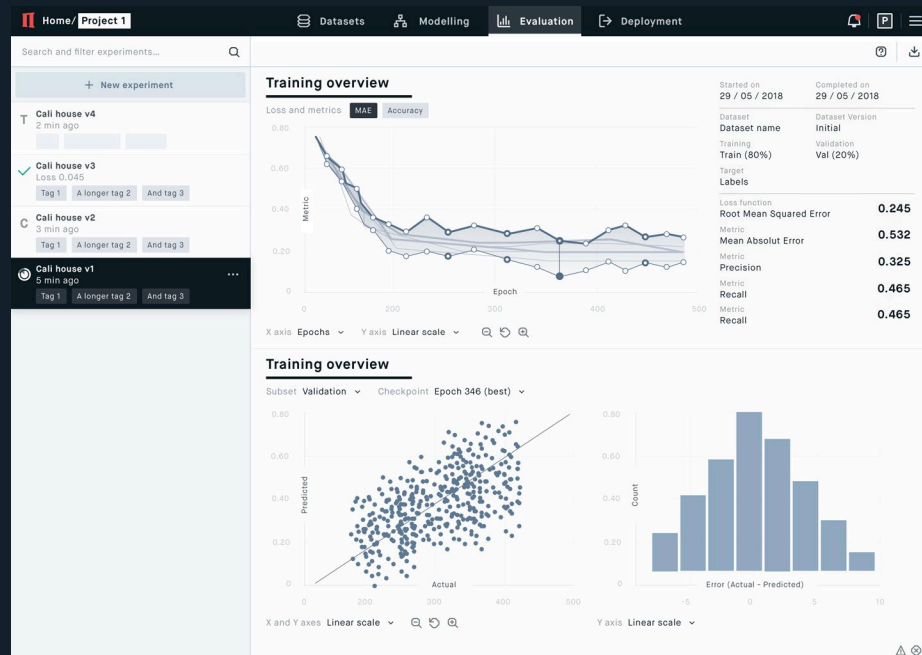 Home/ Project 1
Datasets
Modelling
Evaluation
Deployment
P
Search and filter experiments...
+ New experiment
T
Cali house v4
2 min ago
Cali house v3
Loss 0.045
Tag 1
A longer tag 2
And tag 3
C
Cali house v2
3 min ago
Tag 1
A longer tag 2
And tag 3
Cali house v1
5 min ago
Tag 1
A longer tag 2
And tag 3
Training overview
Loss and metrics
MAE
Accuracy
0.80
0.60
0.40
0.20
0
Metric
Epoch
0
200
300
400
500
X axis Epochs
Y axis Linear scale
Started on
29 / 05 / 2018
Completed on
29 / 05 / 2018
Dataset
Dataset name
Dataset Version
Initial
Training
Train (80%)
Validation
Val (20%)
Target
Labels
Loss function
Root Mean Squared Error 0.245
Metric
Mean Absolut Error 0.532
Metric
Precision 0.325
Metric
Recall 0.465
Metric
Recall 0.465
Training overview
Subset Validation
Checkpoint Epoch 346 (best)
0.80
0.60
0.40
0.20
0
Predicted
Actual
0
200
300
400
500
X and Y axes Linear scale
0.80
0.60
0.40
0.20
0
Count
Error (Actual - Predicted)
-5
0
5
10
Y axis Linear scale